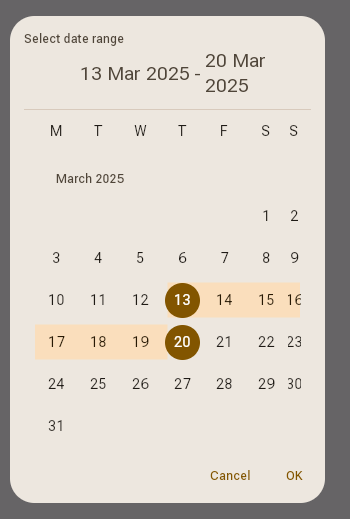 Select date range
13 Mar 2025 - 20 Mar 2025
M T W T F S S
March 2025
1 2
3 4 5 6 7 8 9
10 11 12 13 14 15 16
17 18 19 20 21 22 23
24 25 26 27 28 29 30
31
Cancel OK